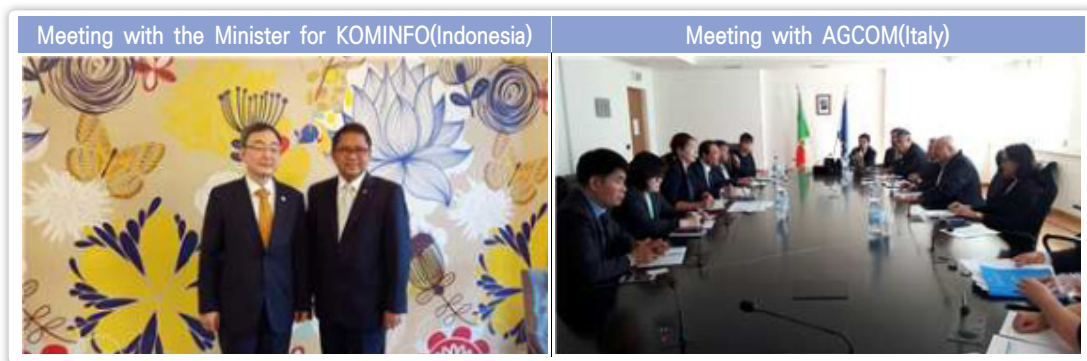 Meeting with the Minister for KOMINFO(Indonesia)
Meeting with AGCOM(Italy)